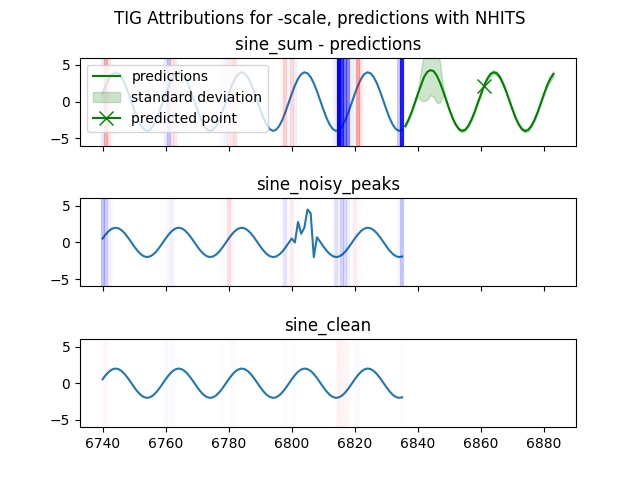 TIG Attributions for -scale, predictions with NHITS
sine_sum - predictions
5
0
−5
predictions
standard deviation
predicted point
sine_noisy_peaks
5
0
−5
sine_clean
5
0
−5
6740 6760 6780 6800 6820 6840 6860 6880